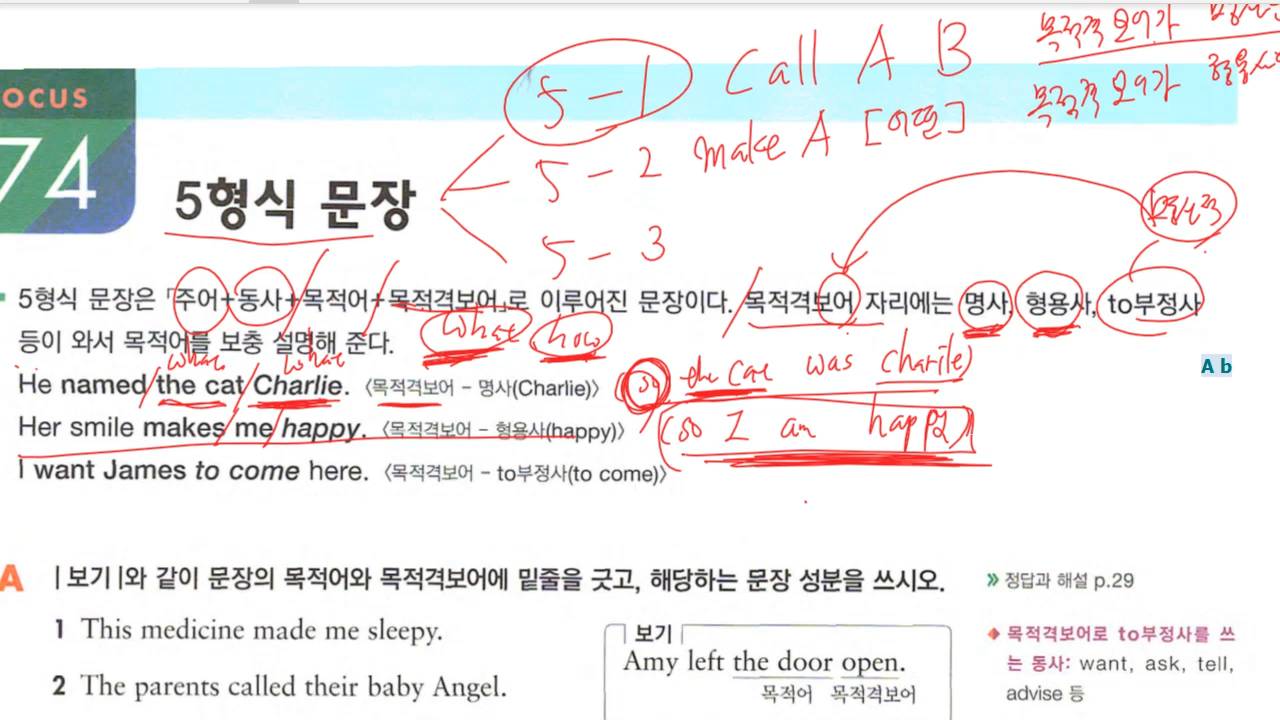 5 - 1 Call A B
목적격 보어가
목적격 보어가
OCUS
74
5형식 문장
5 - 2 make A [어떤]
5 - 3
5형식 문장은 「주어+동사+목적어+목적격보어」로 이루어진 문장이다. 목적격보어 자리에는 명사, 형용사, to부정사
등이 와서 목적어를 보충 설명해 준다.
what how
what what
He named the cat Charlie. 〈목적격보어 - 명사(Charlie)〉 (so the cat was charlie)
Her smile makes me happy. 〈목적격보어 - 형용사(happy)〉 (so I am happy)
I want James to come here. 〈목적격보어 - to부정사(to come)〉
A b
A |보기|와 같이 문장의 목적어와 목적격보어에 밑줄을 긋고, 해당하는 문장 성분을 쓰시오.
» 정답과 해설 p.29
1 This medicine made me sleepy.
2 The parents called their baby Angel.
보기
Amy left the door open.
목적어 목적격보어
목적격보어로 to부정사를 쓰
는 동사: want, ask, tell,
advise 등